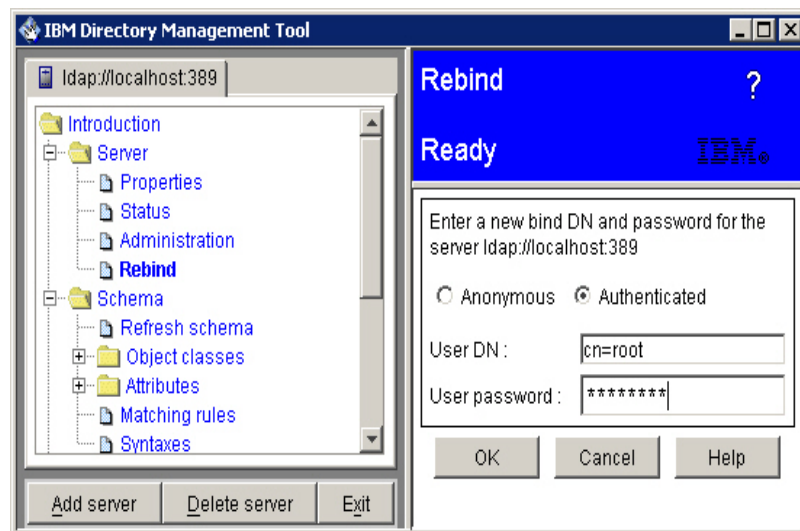 IBM Directory Management Tool
ldap://localhost:389
Introduction
Server
Properties
Status
Administration
Rebind
Schema
Refresh schema
Object classes
Attributes
Matching rules
Syntaxes
Add server
Delete server
Exit
Rebind
?
Ready
IBM®
Enter a new bind DN and password for the
server ldap://localhost:389
Anonymous
Authenticated
User DN :
cn=root
User password :
********
OK
Cancel
Help